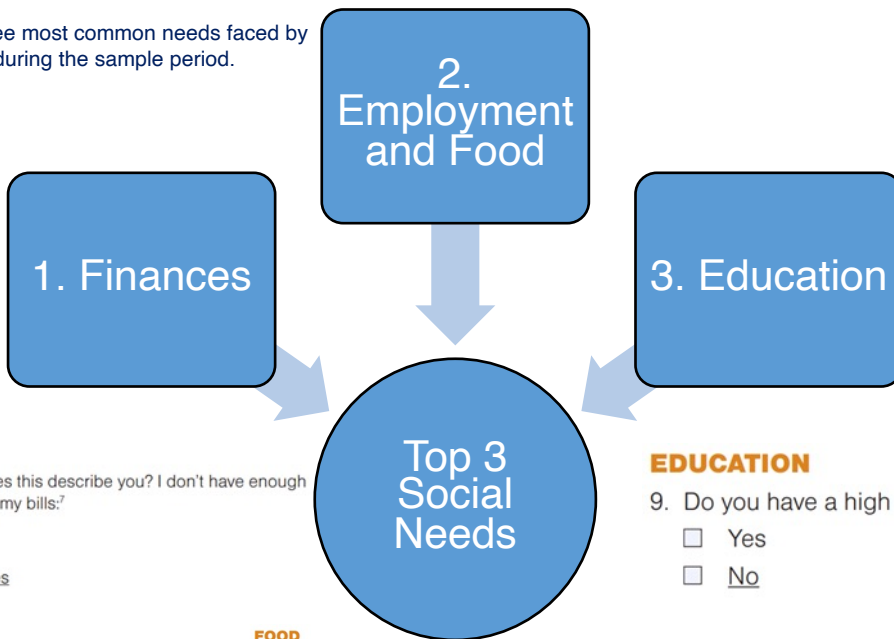 most common needs faced by
during the sample period.
2.
Employment
and Food
1. Finances
3. Education
Top 3
Social
Needs
this describe you? I don't have enough
my bills:7
EDUCATION
9. Do you have a high
Yes
No
FOOD